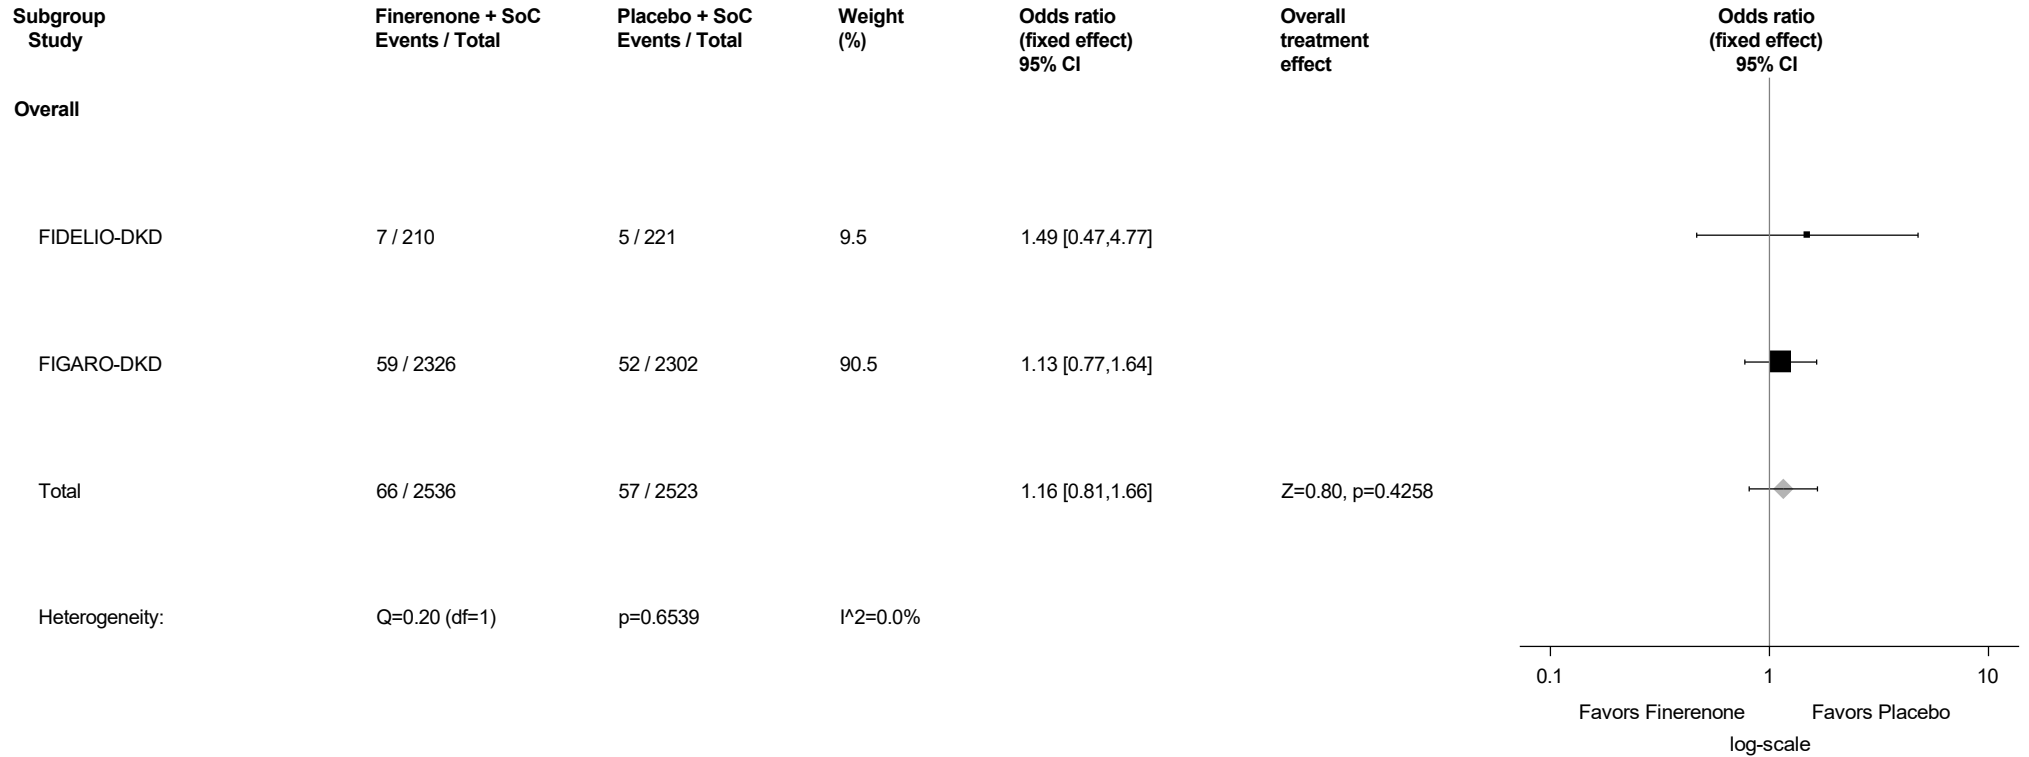 Subgroup Finerenone + SoC Placebo + SoC Weight Odds ratio Overall Odds ratio
Study Events / Total Events / Total (%) (fixed effect) treatment (fixed effect)
95% CI effect 95% CI
Overall
FIDELIO-DKD 7 / 210 5 / 221 9.5 1.49 [0.47,4.77]
FIGARO-DKD 59 / 2326 52 / 2302 90.5 1.13 [0.77,1.64]
Total 66 / 2536 57 / 2523 1.16 [0.81,1.66] Z=0.80, p=0.4258
Heterogeneity: Q=0.20 (df=1) p=0.6539 I^2=0.0%
0.1 1 10
Favors Finerenone Favors Placebo
log-scale